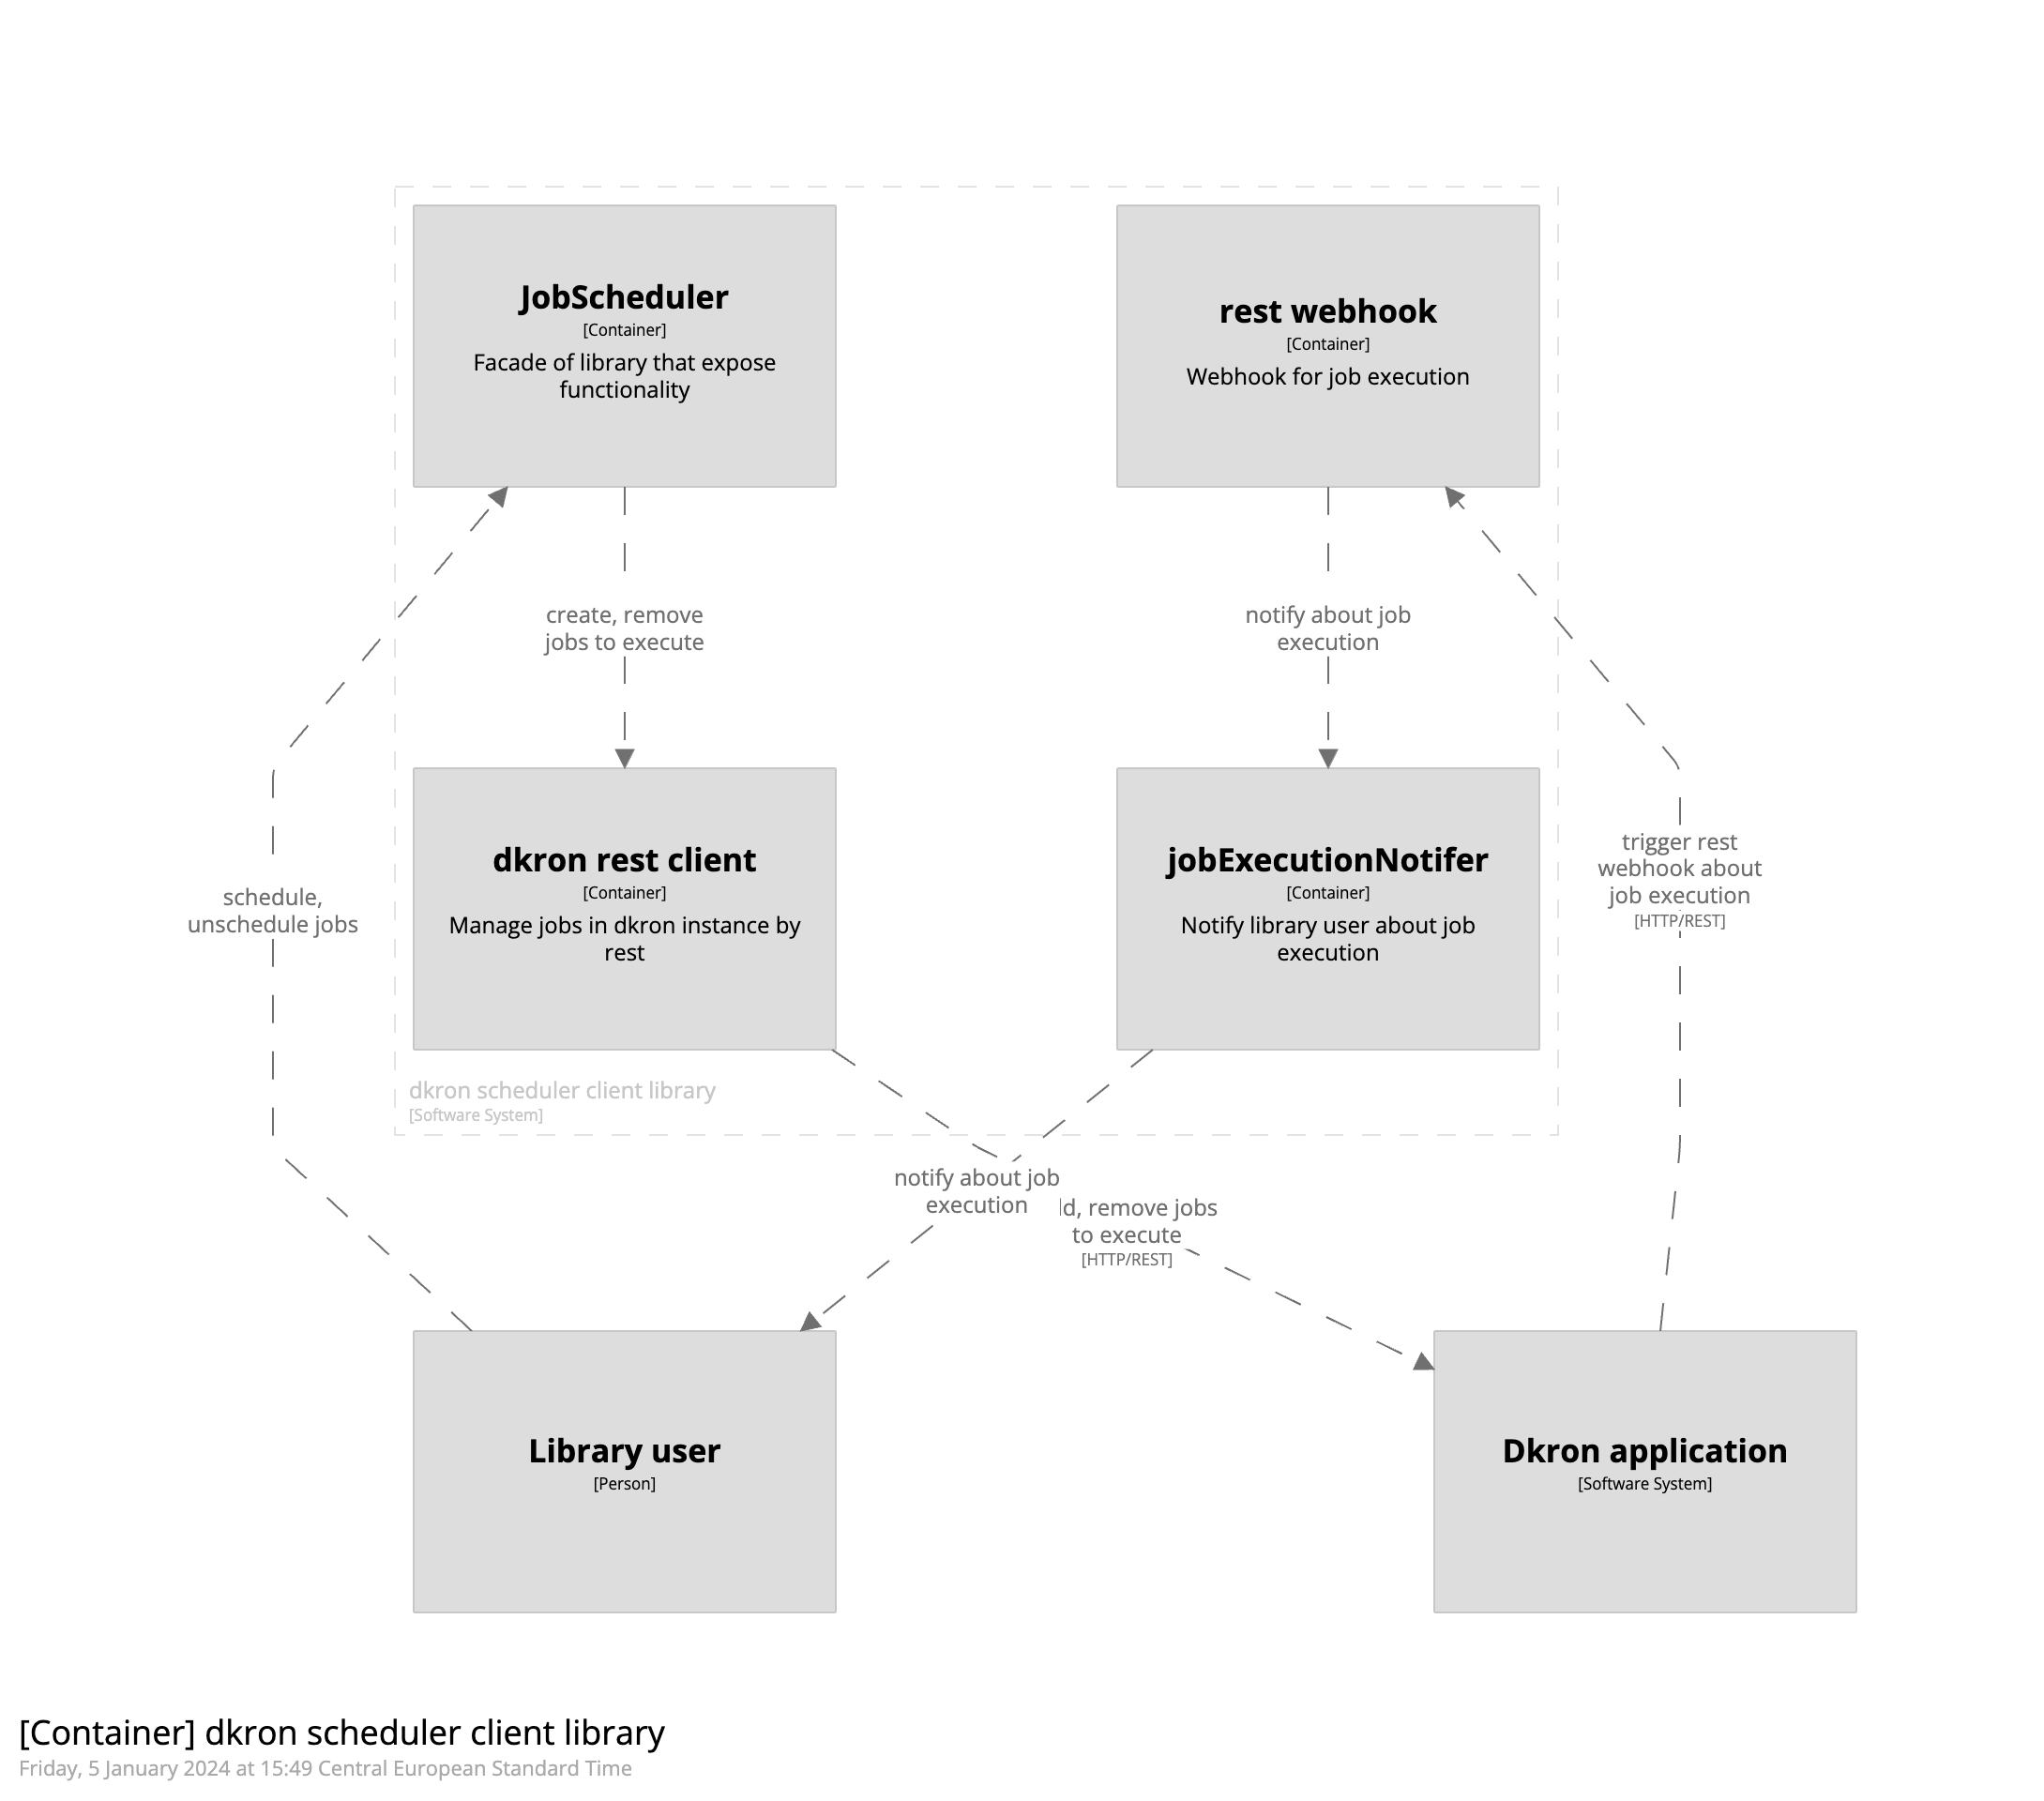 JobScheduler
[Container]
Facade of library that expose
functionality
rest webhook
[Container]
Webhook for job execution
create, remove
jobs to execute
notify about job
execution
dkron rest client
[Container]
Manage jobs in dkron instance by
rest
jobExecutionNotifer
[Container]
Notify library user about job
execution
schedule,
unschedule jobs
trigger rest
webhook about
job execution
[HTTP/REST]
dkron scheduler client library
[Software System]
notify about job
execution
remove jobs
to execute
[HTTP/REST]
Library user
[Person]
Dkron application
[Software System]
[Container] dkron scheduler client library
Friday, 5 January 2024 at 15:49 Central European Standard Time